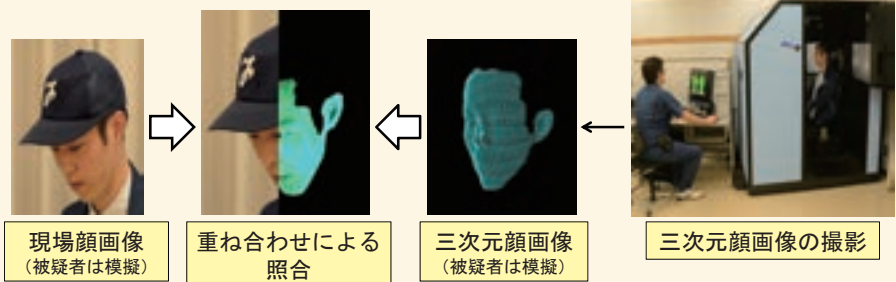 現場顔画像
（被疑者は模擬）
重ね合わせによる
照合
三次元顔画像
（被疑者は模擬）
三次元顔画像の撮影